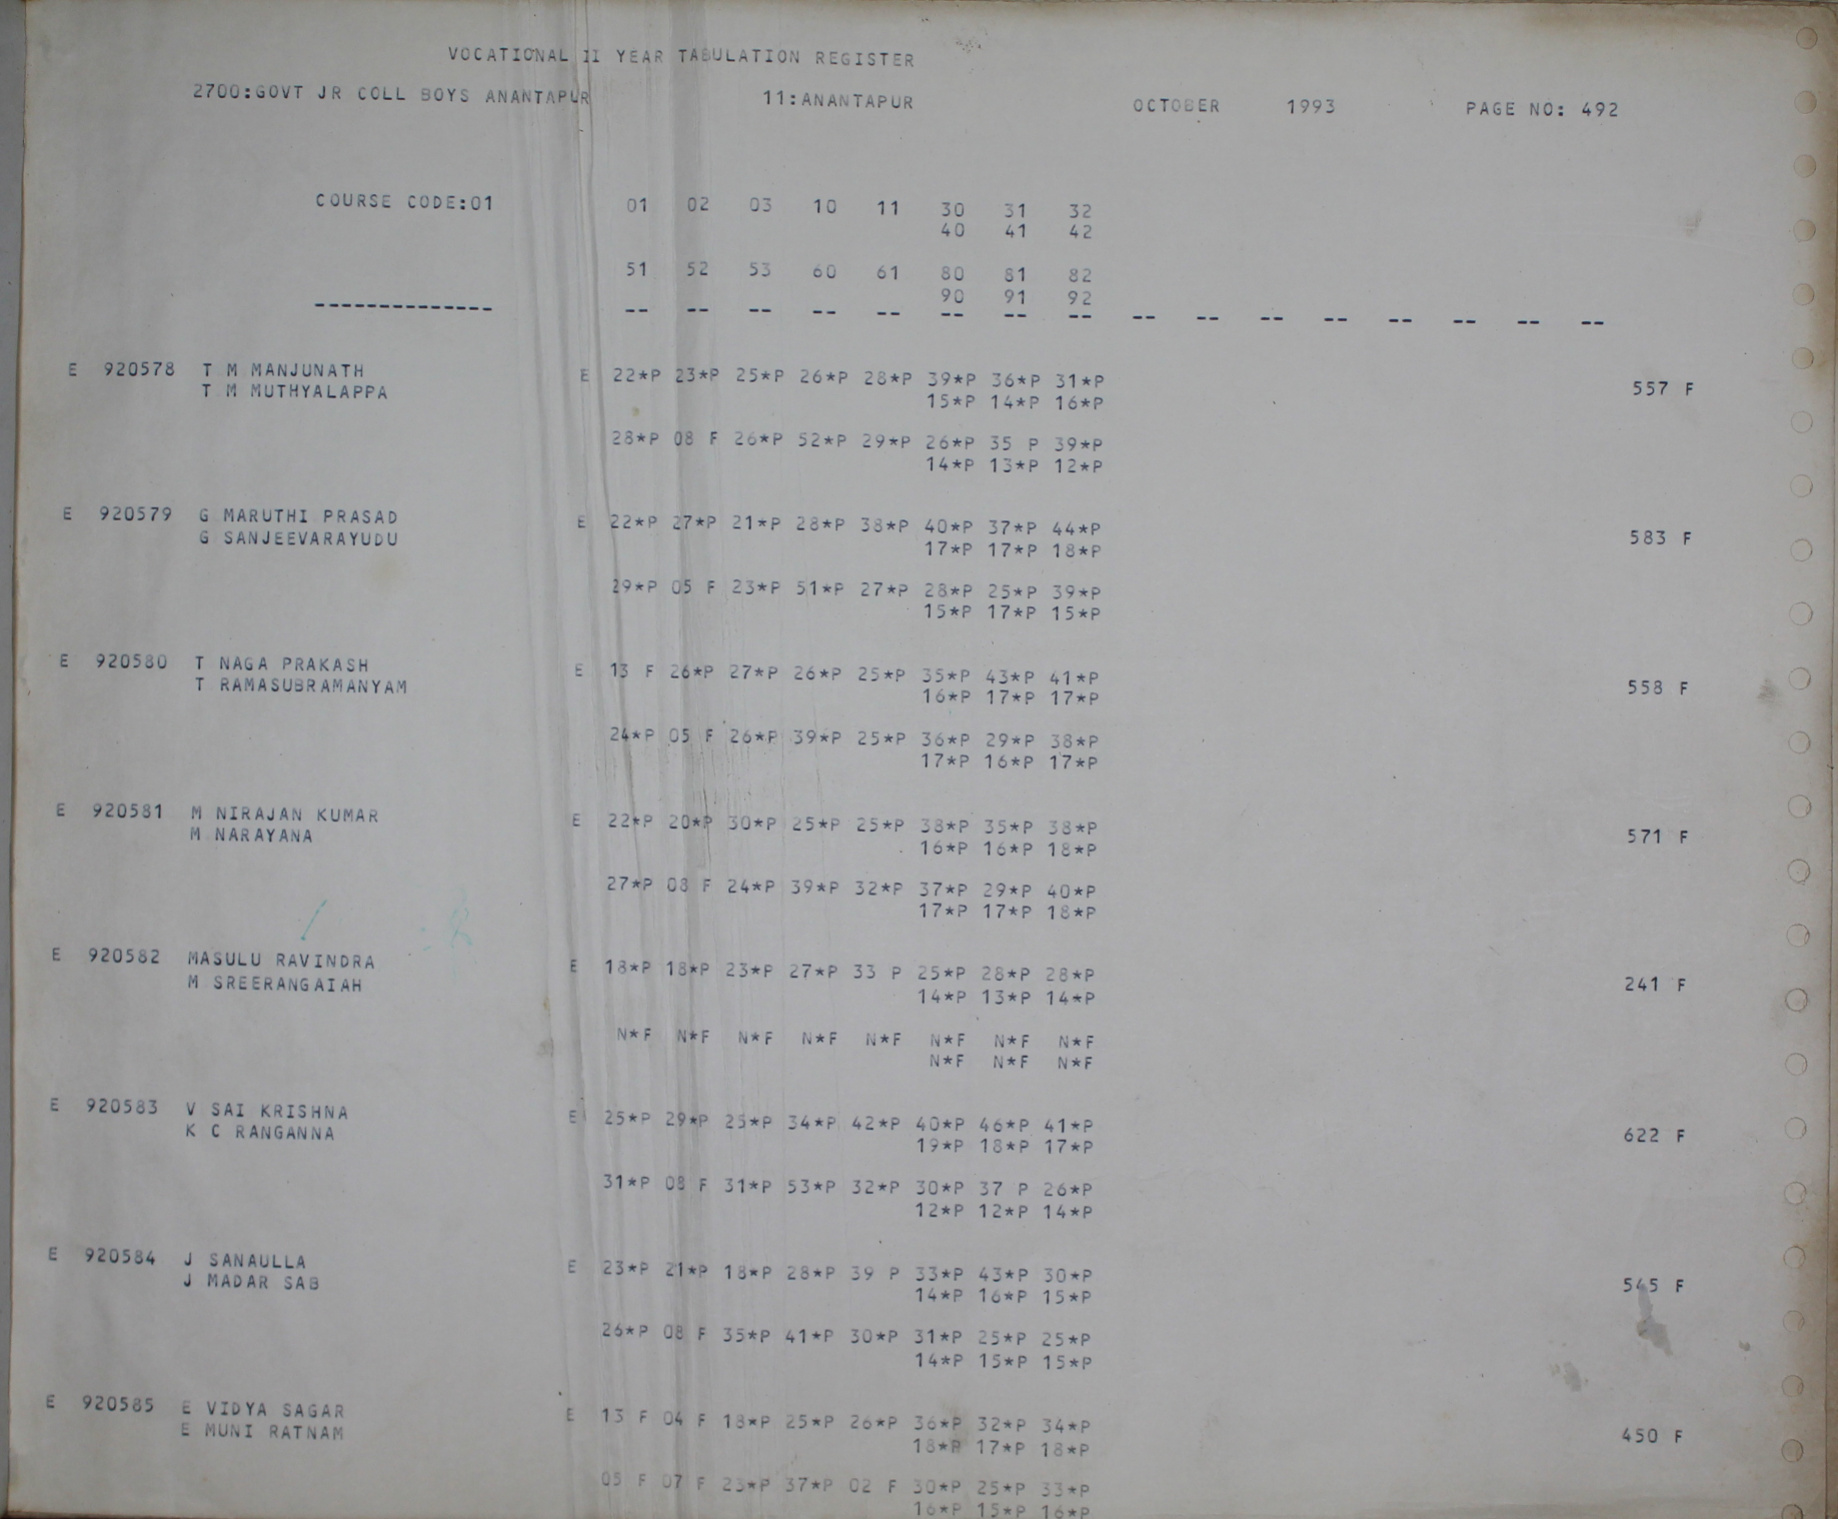 VOCATIONAL II YEAR TABULATION REGISTER
2700:GOVT JR COLL BOYS ANANTAPUR 11:ANANTAPUR OCTOBER 1993 PAGE NO: 492
COURSE CODE:01 01 02 03 10 11 30 31 32
40 41 42
51 52 53 60 61 80 81 82
90 91 92
-------------- -- -- -- -- -- -- -- -- -- -- -- -- -- -- -- --
E 920578 T M MANJUNATH E 22*P 23*P 25*P 26*P 28*P 39*P 36*P 31*P
T M MUTHYALAPPA 15*P 14*P 16*P 557 F
28*P 08 F 26*P 52*P 29*P 26*P 35 P 39*P
14*P 13*P 12*P
E 920579 G MARUTHI PRASAD E 22*P 27*P 21*P 28*P 38*P 40*P 37*P 44*P
G SANJEEVARAYUDU 17*P 17*P 18*P 583 F
29*P 05 F 23*P 51*P 27*P 28*P 25*P 39*P
15*P 17*P 15*P
E 920580 T NAGA PRAKASH E 13 F 26*P 27*P 26*P 25*P 35*P 43*P 41*P
T RAMASUBRAMANYAM 16*P 17*P 17*P 558 F
24*P 05 F 26*P 39*P 25*P 36*P 29*P 38*P
17*P 16*P 17*P
E 920581 M NIRAJAN KUMAR E 22*P 20*P 30*P 25*P 25*P 38*P 35*P 38*P
M NARAYANA 16*P 16*P 18*P 571 F
27*P 08 F 24*P 39*P 32*P 37*P 29*P 40*P
17*P 17*P 18*P
E 920582 MASULU RAVINDRA E 18*P 18*P 23*P 27*P 33 P 25*P 28*P 28*P
M SREERANGAIAH 14*P 13*P 14*P 241 F
N*F N*F N*F N*F N*F N*F N*F N*F
N*F N*F N*F
E 920583 V SAI KRISHNA E 25*P 29*P 25*P 34*P 42*P 40*P 46*P 41*P
K C RANGANNA 19*P 18*P 17*P 622 F
31*P 08 F 31*P 53*P 32*P 30*P 37 P 26*P
12*P 12*P 14*P
E 920584 J SANAULLA E 23*P 21*P 18*P 28*P 39 P 33*P 43*P 30*P
J MADAR SAB 14*P 16*P 15*P 545 F
26*P 08 F 35*P 41*P 30*P 31*P 25*P 25*P
14*P 15*P 15*P
E 920585 E VIDYA SAGAR E 13 F 04 F 18*P 25*P 26*P 36*P 32*P 34*P
E MUNI RATNAM 18*P 17*P 18*P 450 F
05 F 07 F 23*P 37*P 02 F 30*P 25*P 33*P
16*P 15*P 16*P